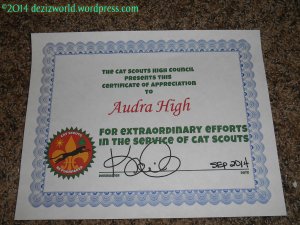 ©2014 dezizworld.wordpress.com
THE CAT SCOUTS HIGH COUNCIL
PRESENTS THIS
CERTIFICATE OF APPRECIATION
TO
Audra High
FOR EXTRAORDINARY EFFORTS
IN THE SERVICE OF CAT SCOUTS
SEP 2014
DATE